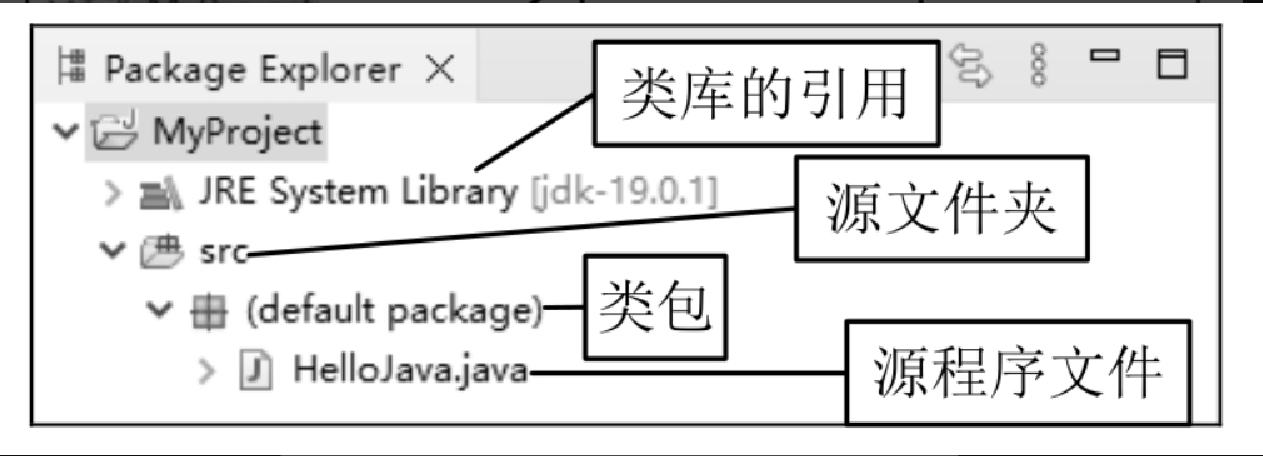 Package Explorer
类库的引用
MyProject
JRE System Library [jdk-19.0.1]
源文件夹
src
(default package)
类包
HelloJava.java
源程序文件